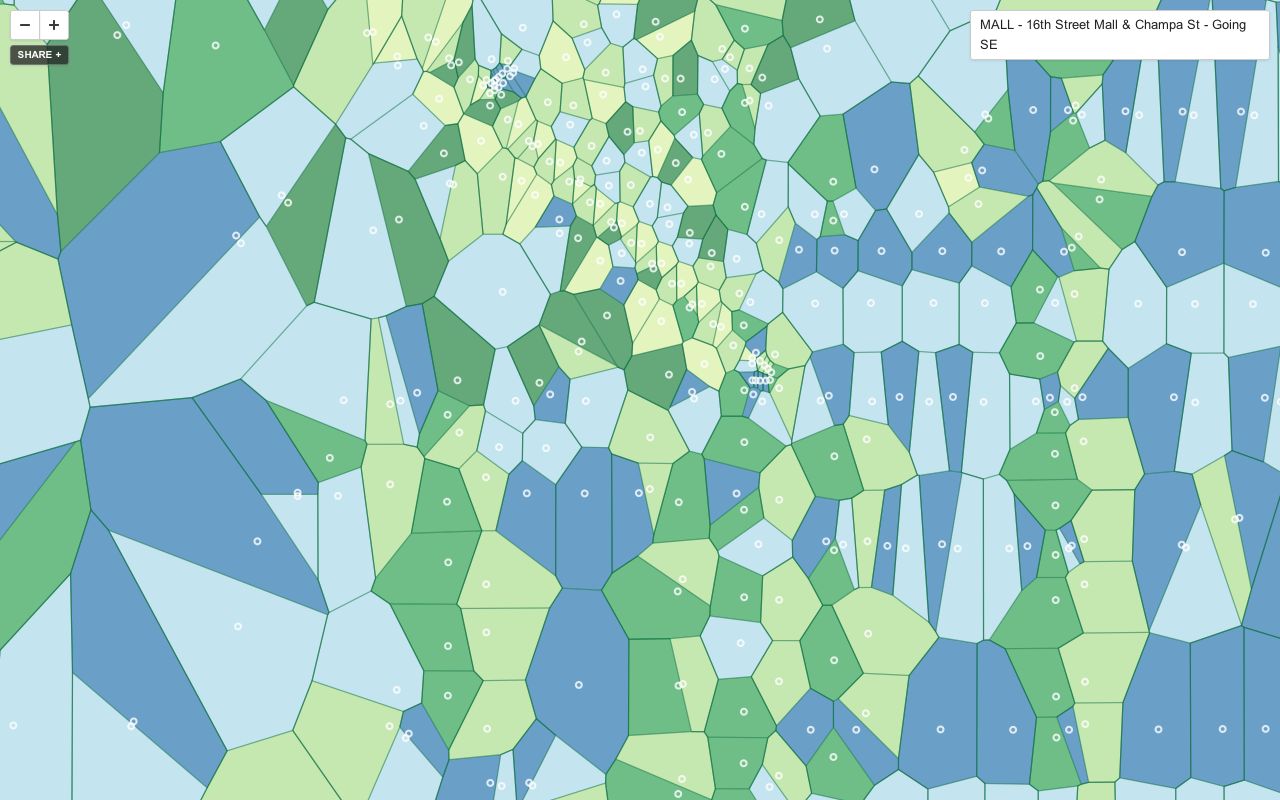 −
+
SHARE +
MALL - 16th Street Mall & Champa St - Going
SE